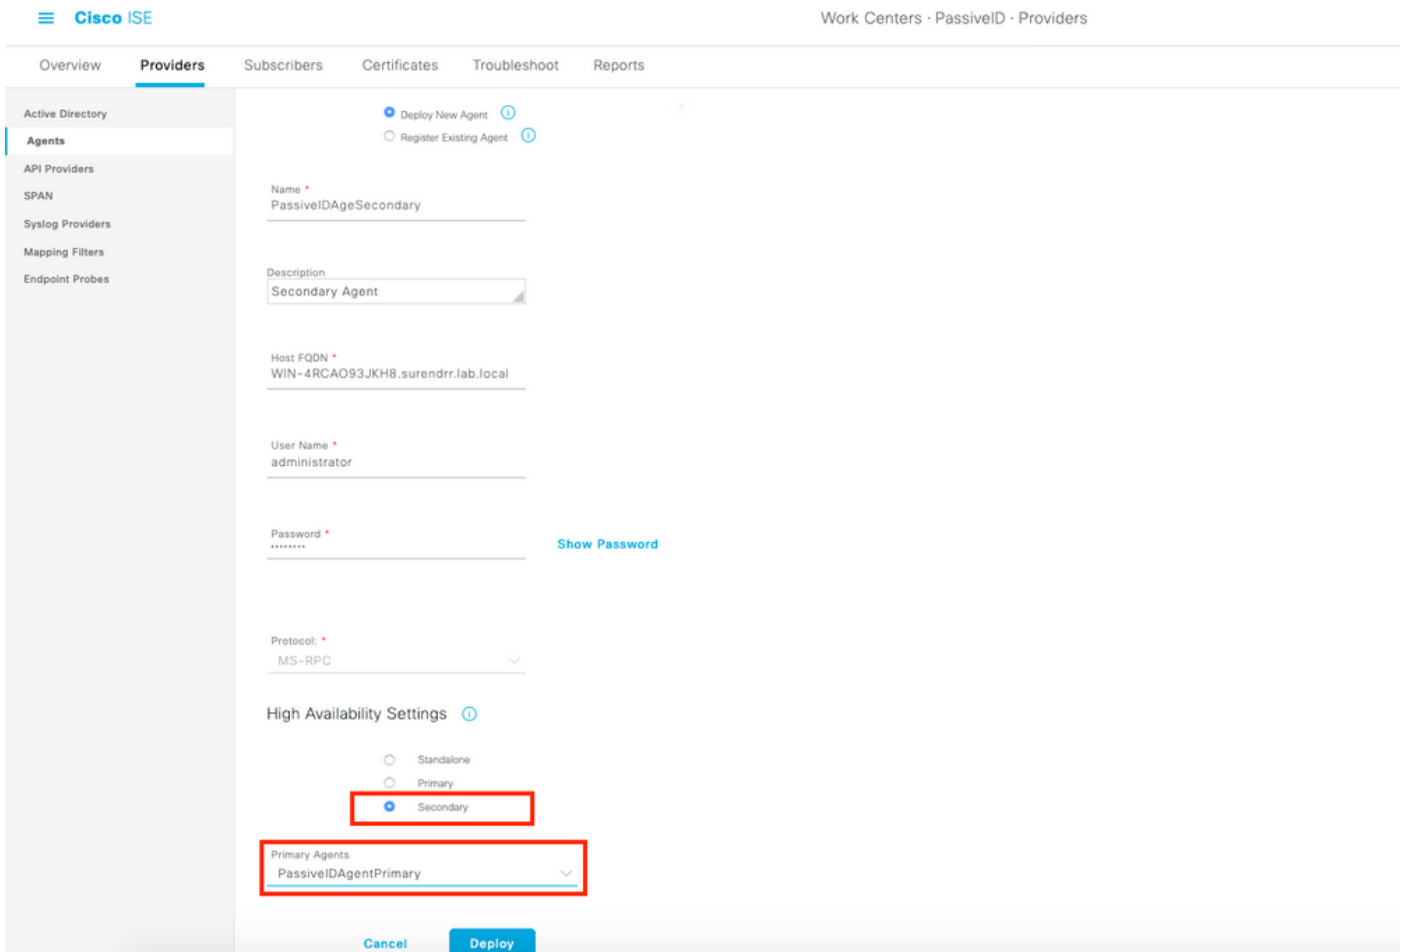 Cisco ISE
Work Centers · PassiveID · Providers
Overview Providers Subscribers Certificates Troubleshoot Reports
Active Directory
Agents
API Providers
SPAN
Syslog Providers
Mapping Filters
Endpoint Probes
Deploy New Agent
Register Existing Agent
Name *
PassiveIDAgeSecondary
Description
Secondary Agent
Host FQDN *
WIN-4RCAO93JKH8.surendrr.lab.local
User Name *
administrator
Password *
••••••••
Show Password
Protocol: *
MS-RPC
High Availability Settings
Standalone
Primary
Secondary
Primary Agents
PassiveIDAgentPrimary
Cancel Deploy